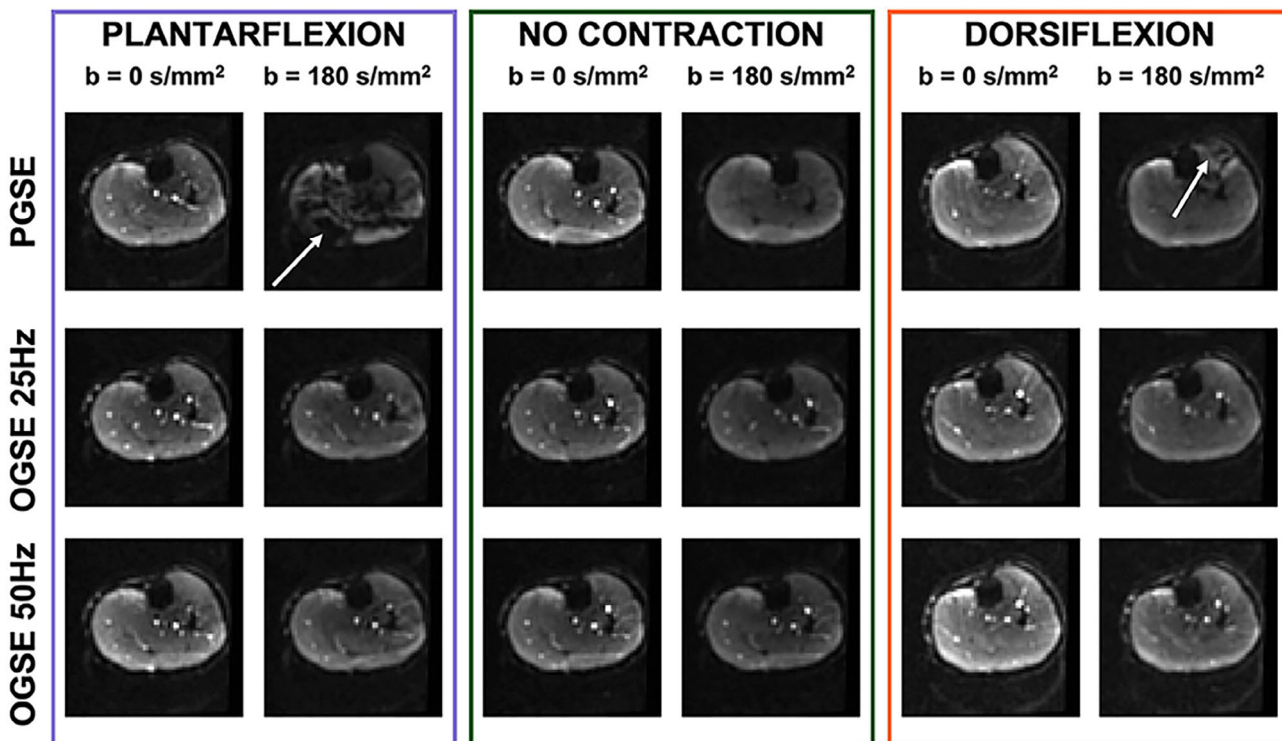 PLANTARFLEXION
b = 0 s/mm² b = 180 s/mm²
NO CONTRACTION
b = 0 s/mm² b = 180 s/mm²
DORSIFLEXION
b = 0 s/mm² b = 180 s/mm²
PGSE
OGSE 25Hz
OGSE 50Hz